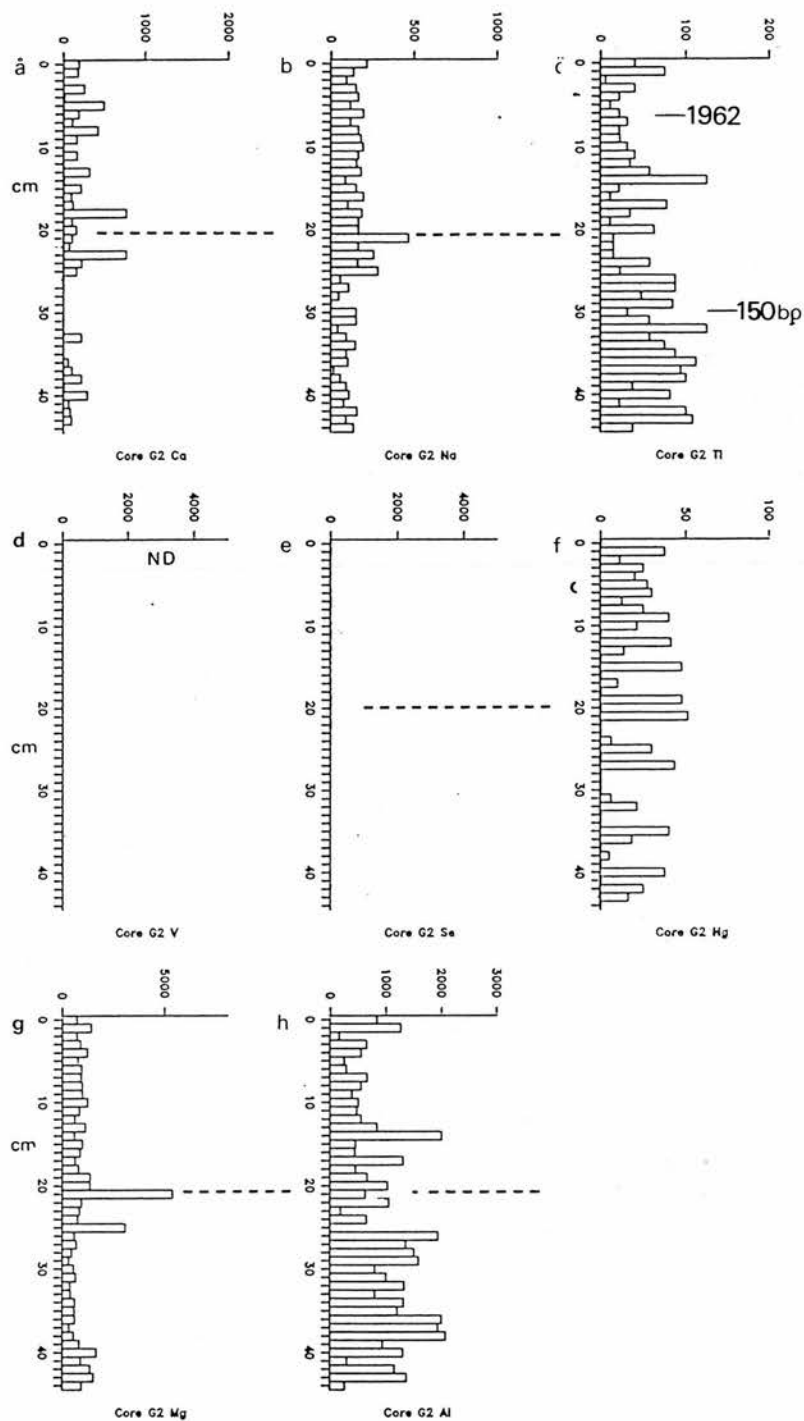 0 1000 2000
0 500 1000
0 100 200
a
b
0 10 20 30 40
0 10 20 30 40
0 10 20 30 40
cm
—1962
—150bp
Core G2 Ca
Core G2 Na
Core G2 Ti
0 2000 4000
0 2000 4000
0 50 100
d
e
f
ND
0 10 20 30 40
0 10 20 30 40
0 10 20 30 40
cm
Core G2 V
Core G2 Se
Core G2 Hg
0 5000
0 1000 2000 3000
g
h
0 10 20 30 40
0 10 20 30 40
cm
Core G2 Mg
Core G2 Al